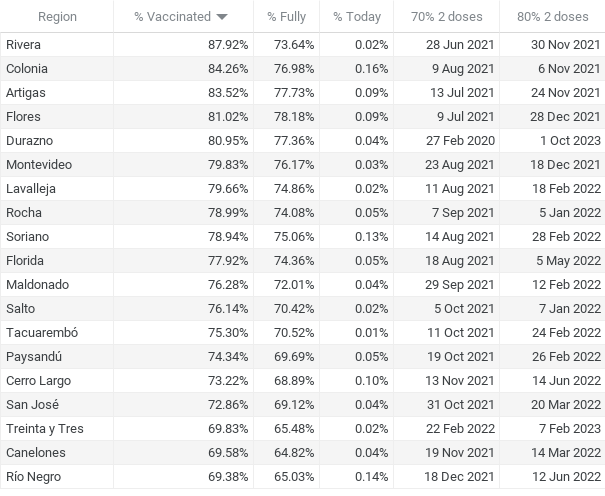 Region % Vaccinated % Fully % Today 70% 2 doses 80% 2 doses
Rivera 87.92% 73.64% 0.02% 28 Jun 2021 30 Nov 2021
Colonia 84.26% 76.98% 0.16% 9 Aug 2021 6 Nov 2021
Artigas 83.52% 77.73% 0.09% 13 Jul 2021 24 Nov 2021
Flores 81.02% 78.18% 0.09% 9 Jul 2021 28 Dec 2021
Durazno 80.95% 77.36% 0.04% 27 Feb 2020 1 Oct 2023
Montevideo 79.83% 76.17% 0.03% 23 Aug 2021 18 Dec 2021
Lavalleja 79.66% 74.86% 0.02% 11 Aug 2021 18 Feb 2022
Rocha 78.99% 74.08% 0.05% 7 Sep 2021 5 Jan 2022
Soriano 78.94% 75.06% 0.13% 14 Aug 2021 28 Feb 2022
Florida 77.92% 74.36% 0.05% 18 Aug 2021 5 May 2022
Maldonado 76.28% 72.01% 0.04% 29 Sep 2021 12 Feb 2022
Salto 76.14% 70.42% 0.02% 5 Oct 2021 7 Jan 2022
Tacuarembó 75.30% 70.52% 0.01% 11 Oct 2021 24 Feb 2022
Paysandú 74.34% 69.69% 0.05% 19 Oct 2021 26 Feb 2022
Cerro Largo 73.22% 68.89% 0.10% 13 Nov 2021 14 Jun 2022
San José 72.86% 69.12% 0.04% 31 Oct 2021 20 Mar 2022
Treinta y Tres 69.83% 65.48% 0.02% 22 Feb 2022 7 Feb 2023
Canelones 69.58% 64.82% 0.04% 19 Nov 2021 14 Mar 2022
Río Negro 69.38% 65.03% 0.14% 18 Dec 2021 12 Jun 2022